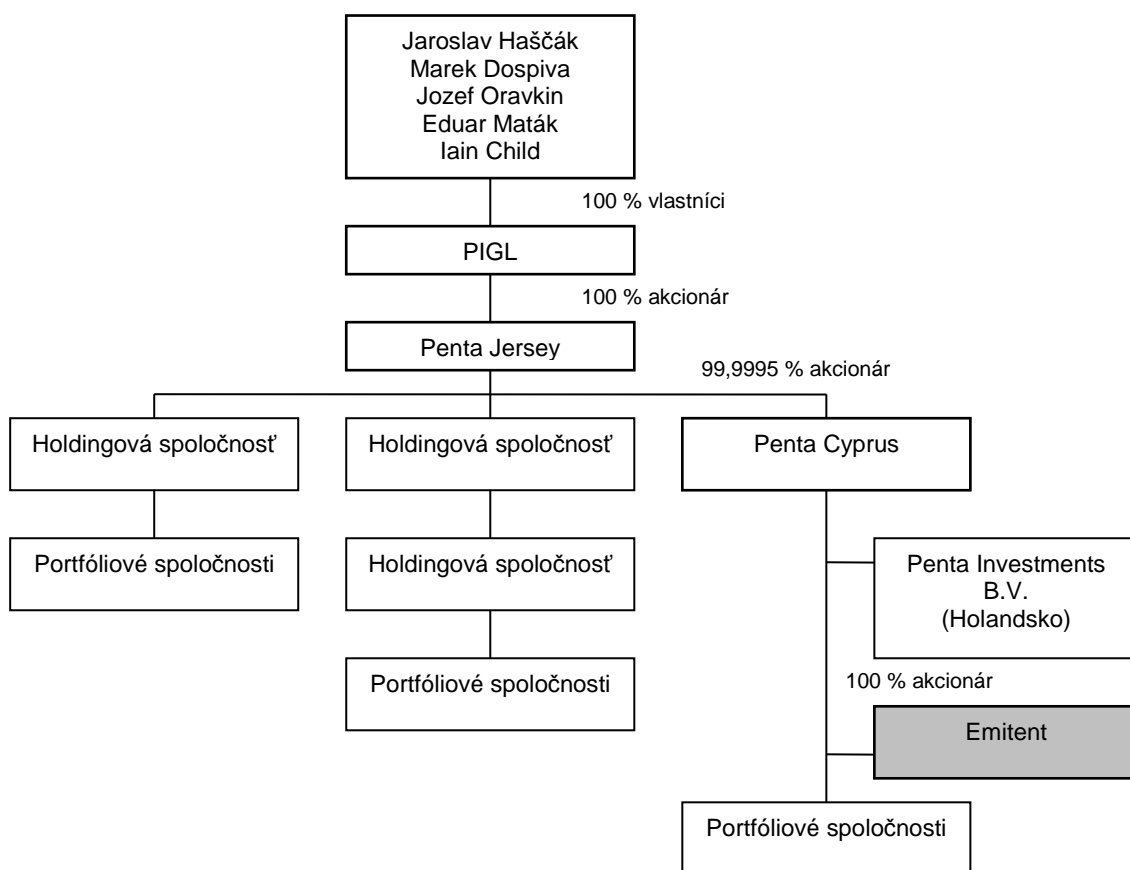 Jaroslav Haščák
Marek Dospiva
Jozef Oravkin
Eduar Maták
Iain Child
100 % vlastníci
PIGL
100 % akcionár
Penta Jersey
99,9995 % akcionár
Holdingová spoločnosť
Holdingová spoločnosť
Penta Cyprus
Portfóliové spoločnosti
Holdingová spoločnosť
Penta Investments
B.V.
(Holandsko)
Portfóliové spoločnosti
100 % akcionár
Emitent
Portfóliové spoločnosti